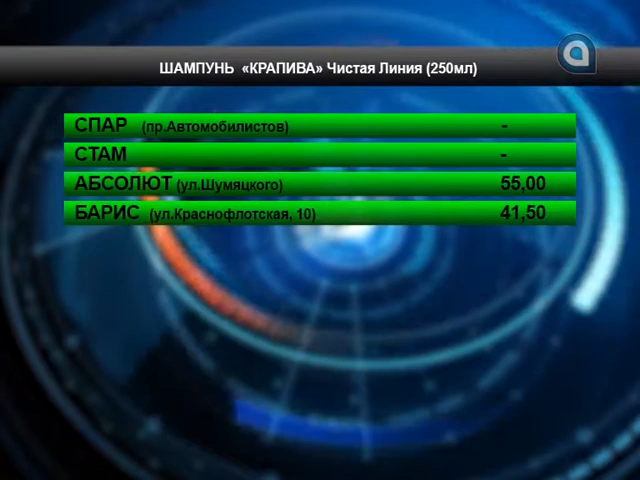 ШАМПУНЬ «КРАПИВА» Чистая Линия (250мл)
СПАР (пр.Автомобилистов) -
СТАМ -
АБСОЛЮТ (ул.Шумяцкого) 55,00
БАРИС (ул.Краснофлотская, 10) 41,50